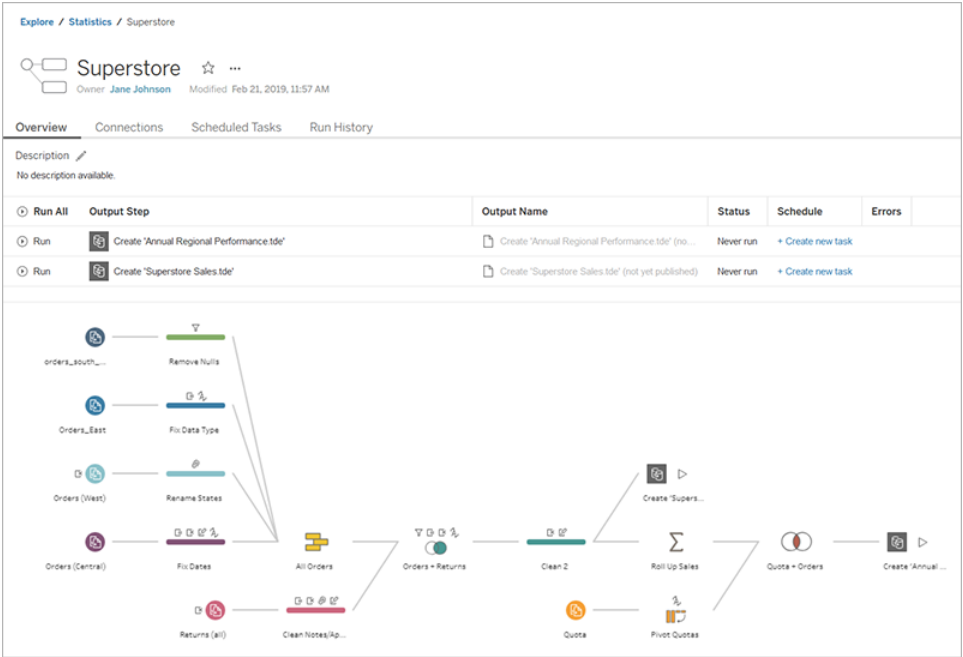 Explore / Statistics / Superstore
Superstore
Owner Jane Johnson Modified Feb 21, 2019, 11:57 AM
Overview Connections Scheduled Tasks Run History
Description
No description available.
Run All Output Step Output Name Status Schedule Errors
Run Create 'Annual Regional Performance.tde' Create 'Annual Regional Performance.tde' (no... Never run + Create new task
Run Create 'Superstore Sales.tde' Create 'Superstore Sales.tde' (not yet published) Never run + Create new task
orders_south_... Remove Nulls
Orders_East Fix Data Type
Orders (West) Rename States Create 'Supers...
Orders (Central) Fix Dates All Orders Orders + Returns Clean 2 Roll Up Sales Quota + Orders Create 'Annual ...
Returns (all) Clean Notes/Ap... Quota Pivot Quotas